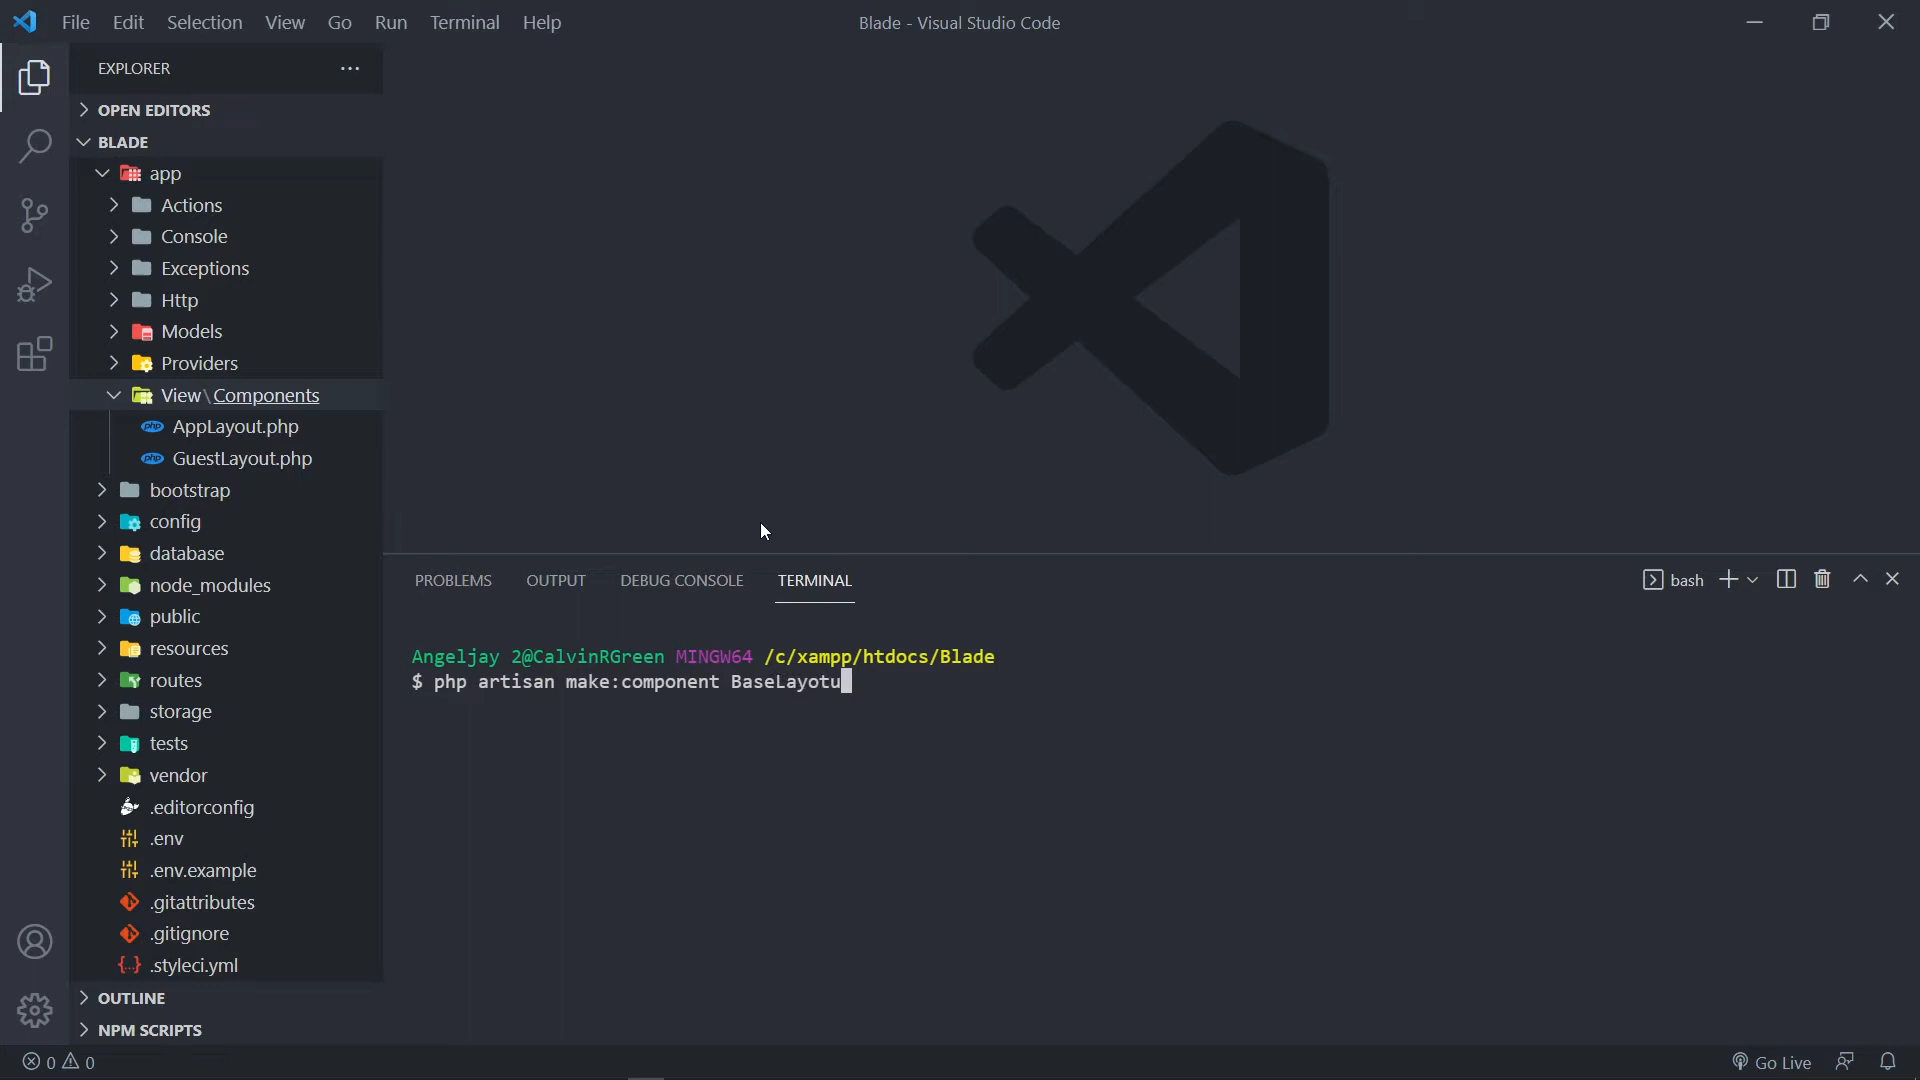 File Edit Selection View Go Run Terminal Help
Blade - Visual Studio Code
EXPLORER
OPEN EDITORS
BLADE
app
Actions
Console
Exceptions
Http
Models
Providers
View\Components
AppLayout.php
GuestLayout.php
bootstrap
config
database
node_modules
public
resources
routes
storage
tests
vendor
.editorconfig
.env
.env.example
.gitattributes
.gitignore
.styleci.yml
OUTLINE
NPM SCRIPTS
PROBLEMS OUTPUT DEBUG CONSOLE TERMINAL
bash
Angeljay 2@CalvinRGreen MINGW64 /c/xampp/htdocs/Blade
$ php artisan make:component BaseLayotu
0 0
Go Live